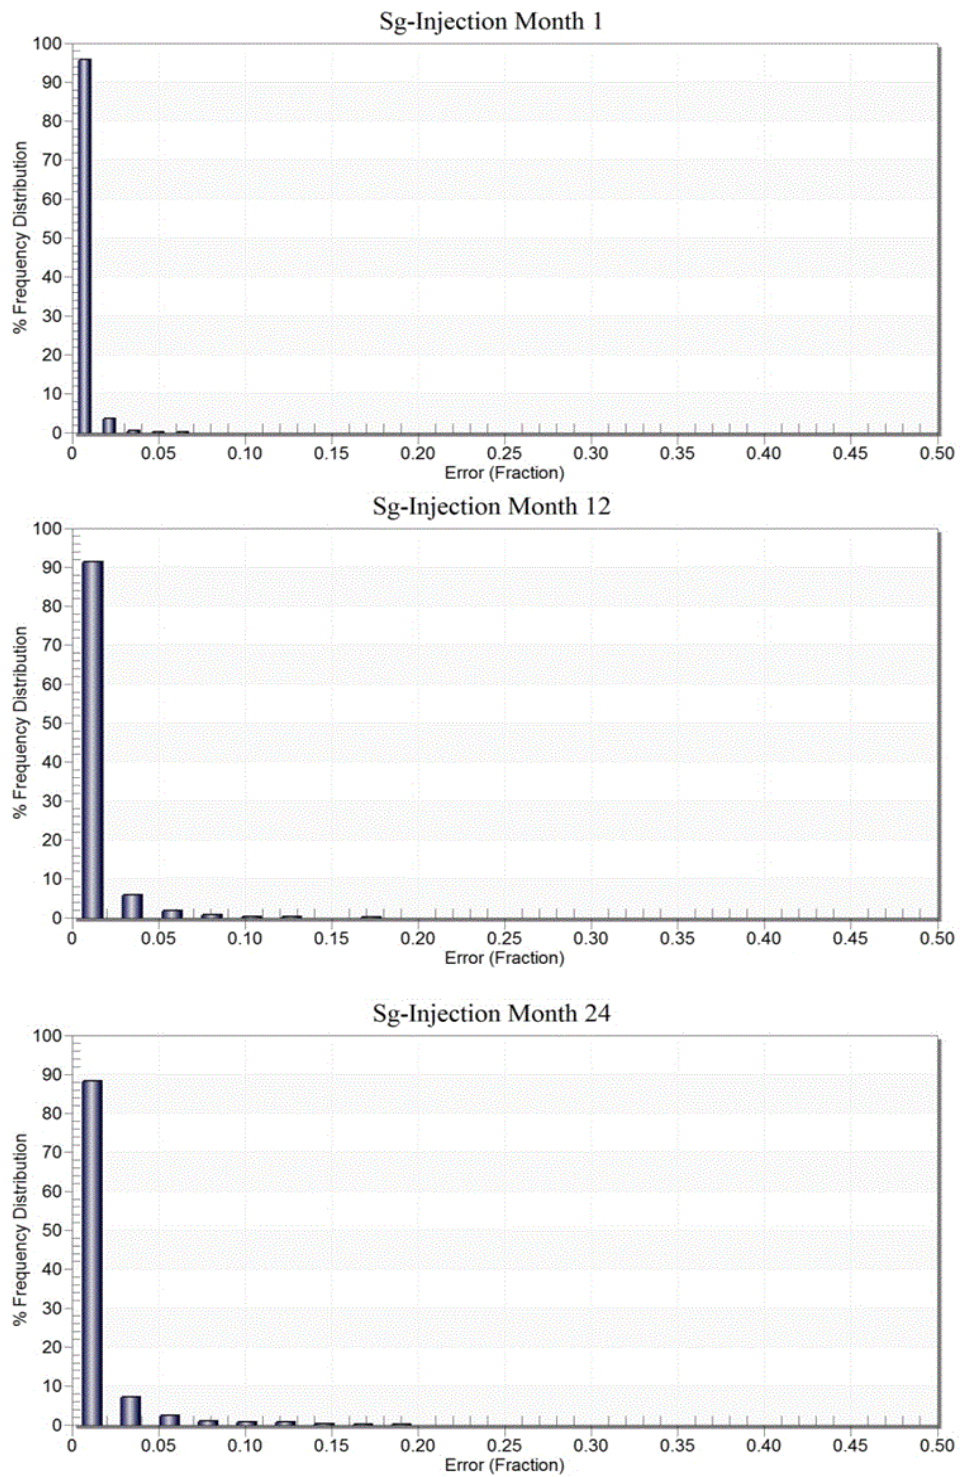 Sg-Injection Month 1
100
90
80
70
60
50
40
30
20
10
0
% Frequency Distribution
0 0.05 0.10 0.15 0.20 0.25 0.30 0.35 0.40 0.45 0.50
Error (Fraction)
Sg-Injection Month 12
100
90
80
70
60
50
40
30
20
10
0
% Frequency Distribution
0 0.05 0.10 0.15 0.20 0.25 0.30 0.35 0.40 0.45 0.50
Error (Fraction)
Sg-Injection Month 24
100
90
80
70
60
50
40
30
20
10
0
% Frequency Distribution
0 0.05 0.10 0.15 0.20 0.25 0.30 0.35 0.40 0.45 0.50
Error (Fraction)